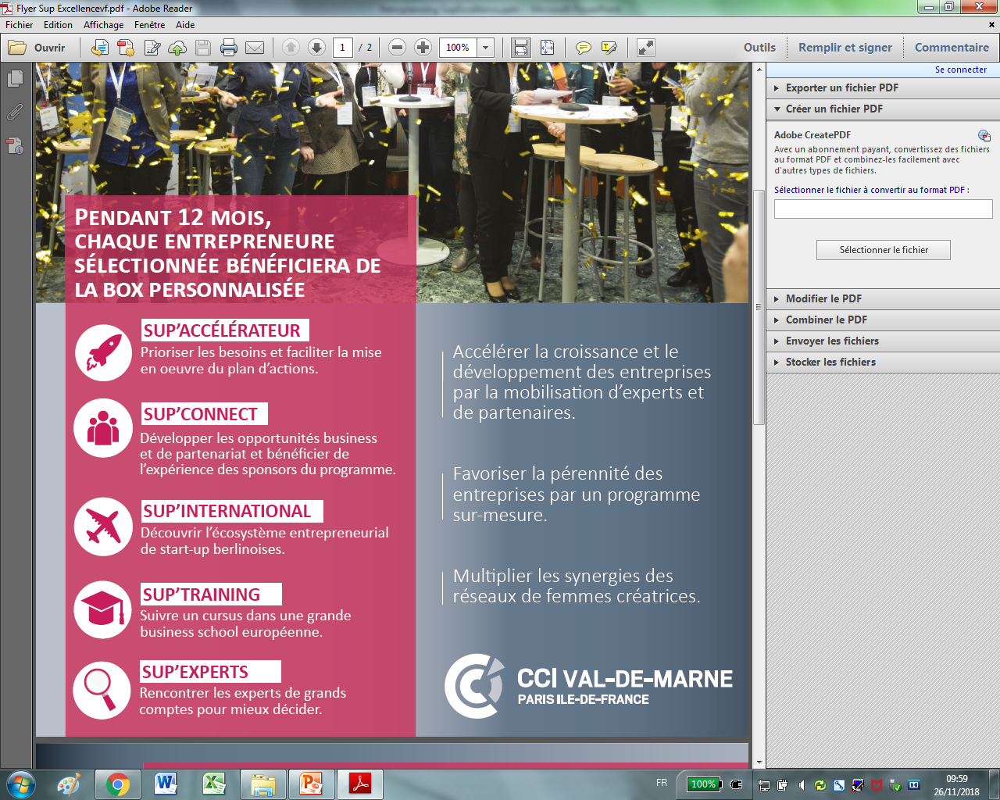 Flyer Sup Excellencevf.pdf - Adobe Reader
Fichier Edition Affichage Fenêtre Aide
Ouvrir 1 / 2 100% Outils Remplir et signer Commentaire
Se connecter
Exporter un fichier PDF
Créer un fichier PDF
Adobe CreatePDF
Avec un abonnement payant, convertissez des fichiers
au format PDF et combinez-les facilement avec
d'autres types de fichiers.
Sélectionner le fichier à convertir au format PDF :
Sélectionner le fichier
Modifier le PDF
Combiner le PDF
Envoyer les fichiers
Stocker les fichiers
PENDANT 12 MOIS,
CHAQUE ENTREPRENEURE
SÉLECTIONNÉE BÉNÉFICIERA DE
LA BOX PERSONNALISÉE
SUP'ACCÉLÉRATEUR
Prioriser les besoins et faciliter la mise
en oeuvre du plan d'actions.
SUP'CONNECT
Développer les opportunités business
et de partenariat et bénéficier de
l'expérience des sponsors du programme.
SUP'INTERNATIONAL
Découvrir l'écosystème entrepreneurial
de start-up berlinoises.
SUP'TRAINING
Suivre un cursus dans une grande
business school européenne.
SUP'EXPERTS
Rencontrer les experts de grands
comptes pour mieux décider.
Accélérer la croissance et le
développement des entreprises
par la mobilisation d'experts et
de partenaires.
Favoriser la pérennité des
entreprises par un programme
sur-mesure.
Multiplier les synergies des
réseaux de femmes créatrices.
CCI VAL-DE-MARNE
PARIS ILE-DE-FRANCE
FR 100% 09:59
26/11/2018